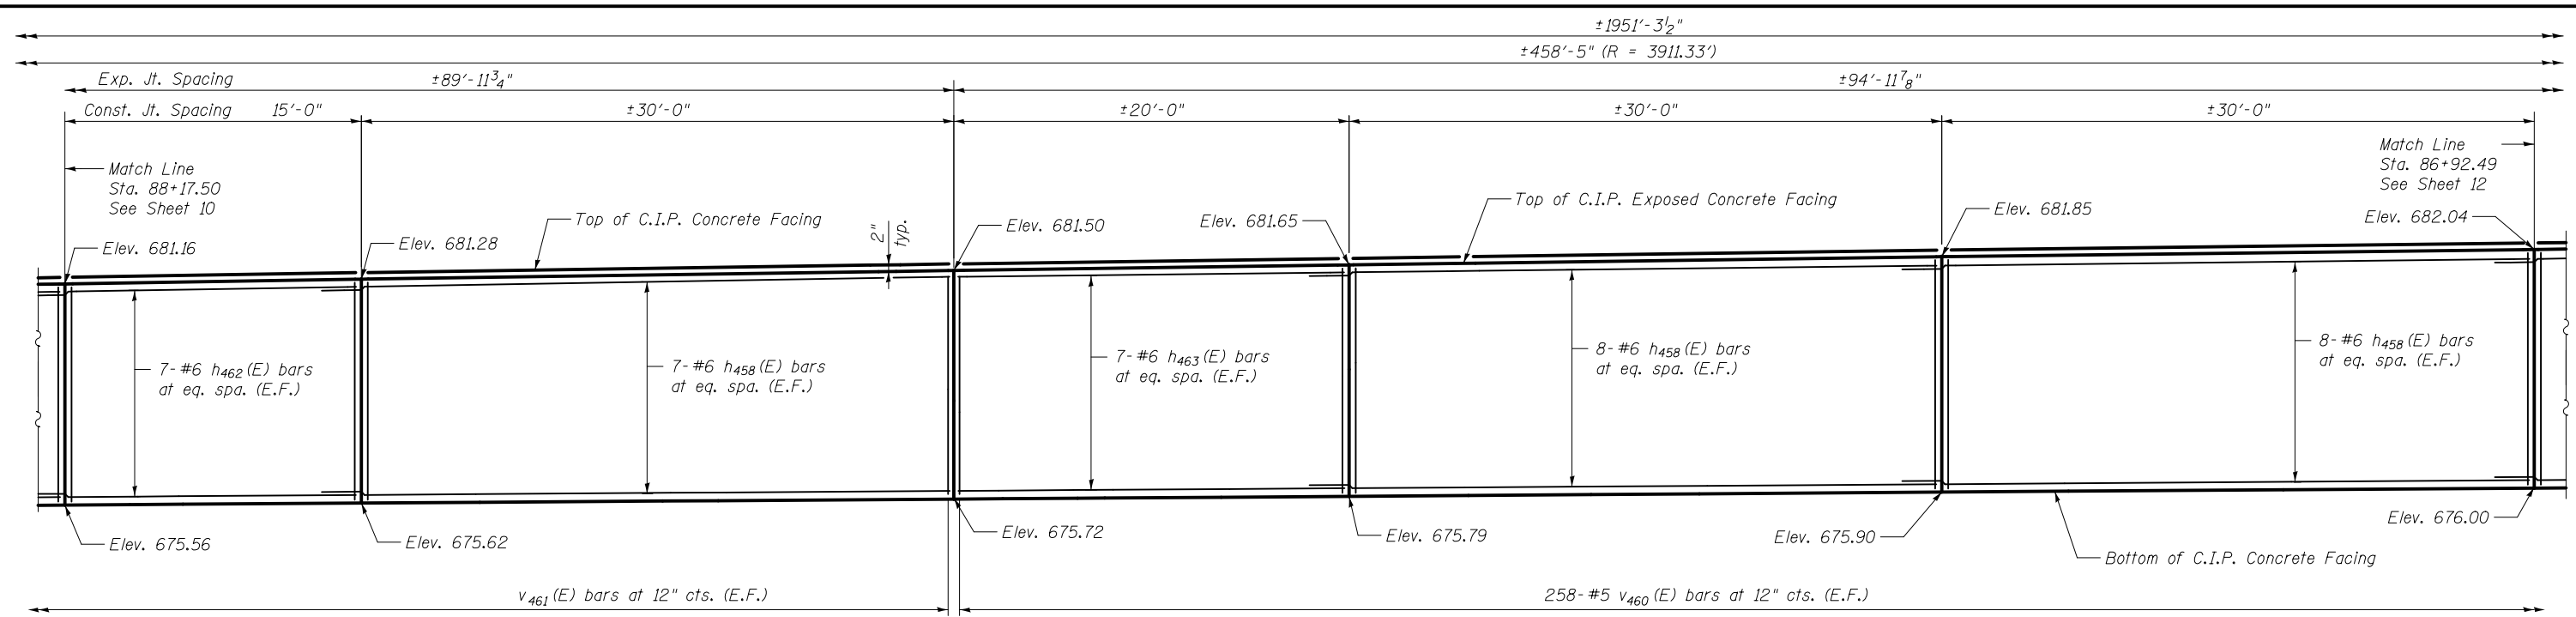 ±1951'-3½"
±458'-5" (R = 3911.33')
Exp. Jt. Spacing
±89'-11¾"
±94'-11⅞"
Const. Jt. Spacing
15'-0"
±30'-0"
±20'-0"
±30'-0"
±30'-0"
Match Line
Sta. 88+17.50
See Sheet 10
Match Line
Sta. 86+92.49
See Sheet 12
Top of C.I.P. Concrete Facing
2"
typ.
Top of C.I.P. Exposed Concrete Facing
Elev. 681.16
Elev. 681.28
Elev. 681.50
Elev. 681.65
Elev. 681.85
Elev. 682.04
7-#6 h462(E) bars
at eq. spa. (E.F.)
7-#6 h458(E) bars
at eq. spa. (E.F.)
7-#6 h463(E) bars
at eq. spa. (E.F.)
8-#6 h458(E) bars
at eq. spa. (E.F.)
8-#6 h458(E) bars
at eq. spa. (E.F.)
Elev. 675.56
Elev. 675.62
Elev. 675.72
Elev. 675.79
Elev. 675.90
Elev. 676.00
Bottom of C.I.P. Concrete Facing
v461(E) bars at 12" cts. (E.F.)
258-#5 v460(E) bars at 12" cts. (E.F.)